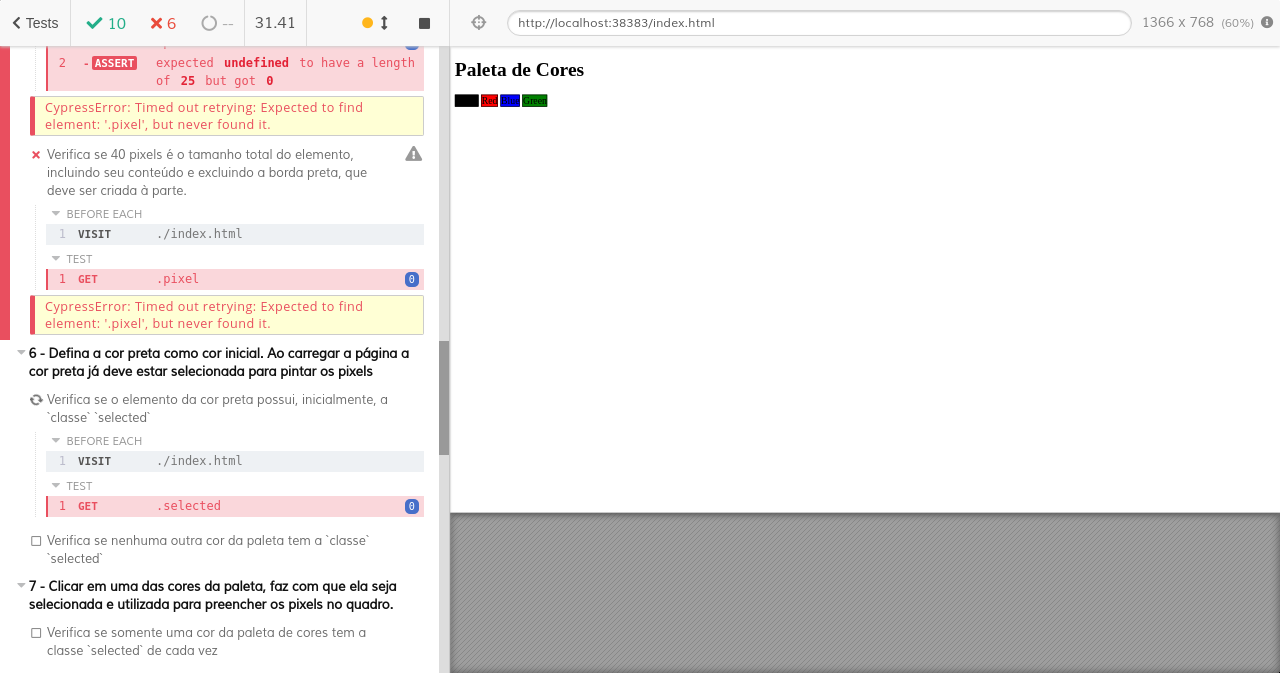 Tests 10 6 -- 31.41 http://localhost:38383/index.html 1366 x 768 (60%)
2 -ASSERT expected undefined to have a length
of 25 but got 0
CypressError: Timed out retrying: Expected to find
element: '.pixel', but never found it.
Verifica se 40 pixels é o tamanho total do elemento,
incluindo seu conteúdo e excluindo a borda preta, que
deve ser criada à parte.
BEFORE EACH
1 VISIT ./index.html
TEST
1 GET .pixel 0
CypressError: Timed out retrying: Expected to find
element: '.pixel', but never found it.
6 - Defina a cor preta como cor inicial. Ao carregar a página a
cor preta já deve estar selecionada para pintar os pixels
Verifica se o elemento da cor preta possui, inicialmente, a
`classe` `selected`
BEFORE EACH
1 VISIT ./index.html
TEST
1 GET .selected 0
Verifica se nenhuma outra cor da paleta tem a `classe`
`selected`
7 - Clicar em uma das cores da paleta, faz com que ela seja
selecionada e utilizada para preencher os pixels no quadro.
Verifica se somente uma cor da paleta de cores tem a
classe `selected` de cada vez
Paleta de Cores
Red Blue Green